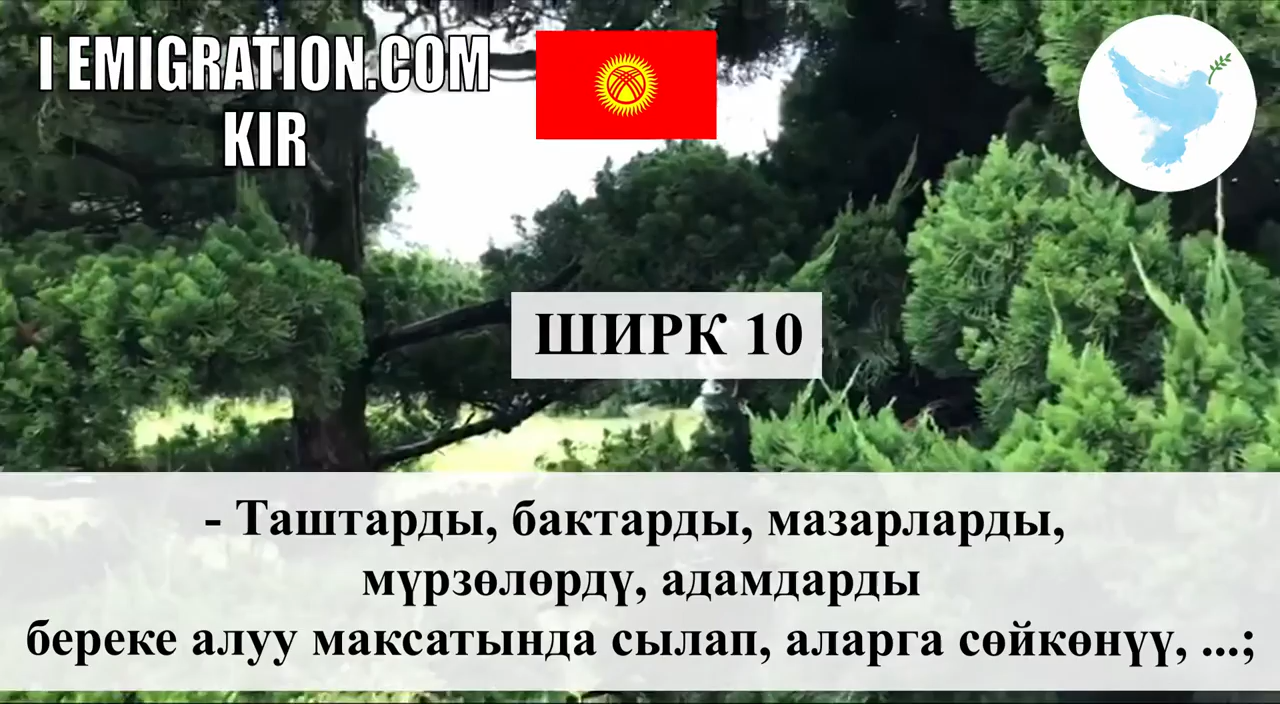 I EMIGRATION.COM
KIR
ШИРК 10
- Таштарды, бактарды, мазарларды,
мүрзөлөрдү, адамдарды
береке алуу максатында сылап, аларга сөйкөнүү, ...;